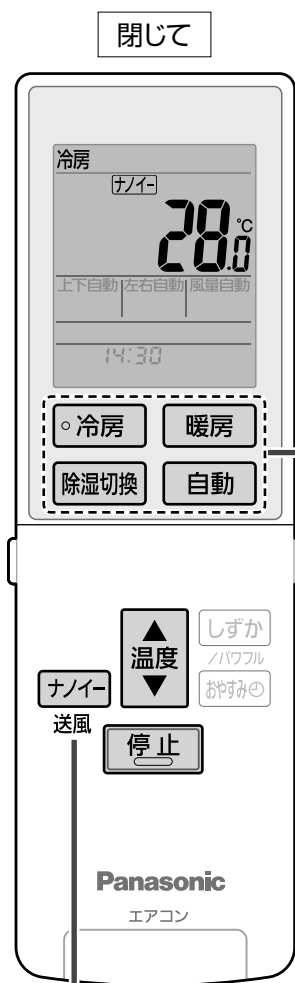 閉じて
冷房
ナノイー
28.0℃
上下自動 左右自動 風量自動
14:30
冷房 暖房
除湿切換 自動
▲
温度
▼
しずか
/パワフル
おやすみ
ナノイー
送風
停止
Panasonic
エアコン